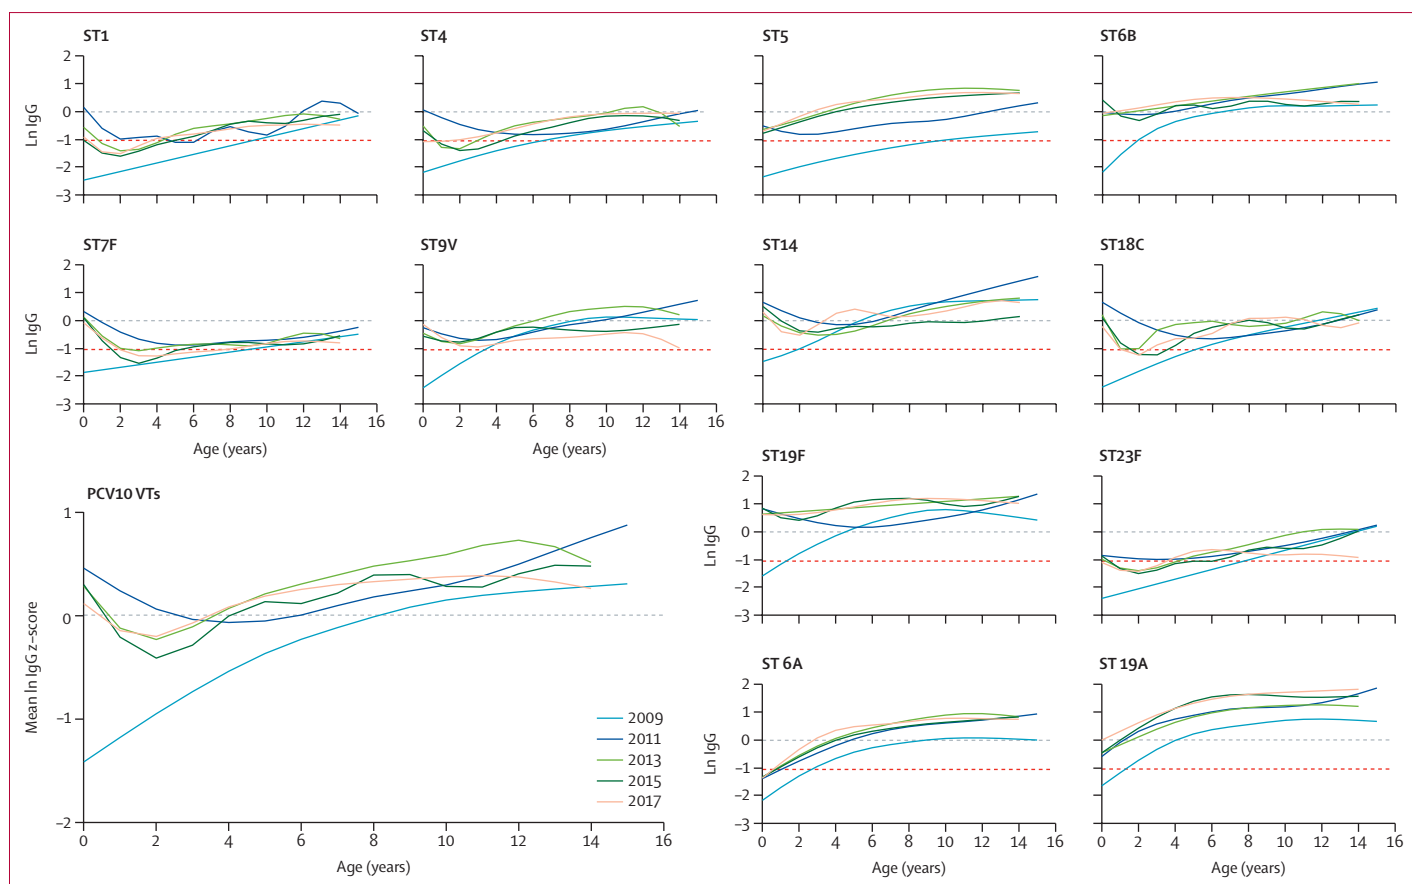 ST1 ST4 ST5 ST6B
2
1
0
−1
−2
−3
Ln IgG
ST7F ST9V ST14 ST18C
2
1
0
−1
−2
−3
Ln IgG
0 2 4 6 8 10 12 14 16 0 2 4 6 8 10 12 14 16
Age (years) Age (years)
PCV10 VTs
1
0
−1
−2
Mean ln IgG z−score
2009
2011
2013
2015
2017
0 2 4 6 8 10 12 14 16
Age (years)
ST19F ST23F
2
1
0
−1
−2
−3
Ln IgG
ST 6A ST 19A
2
1
0
−1
−2
−3
Ln IgG
0 2 4 6 8 10 12 14 16 0 2 4 6 8 10 12 14 16
Age (years) Age (years)